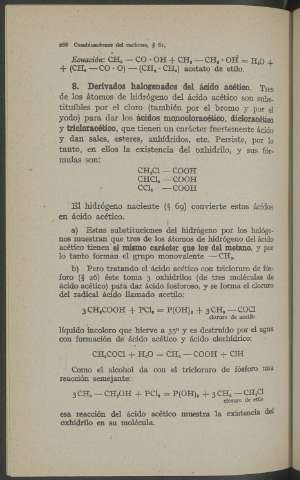 268 Combinaciones del carbono, § 81.
Ecuación: CH₃ — CO · OH + CH₃ — CH₂ · OH = H₂O +
+ (CH₃ — CO · O) — (CH₂ · CH₃) acetato de etilo.
8. Derivados halogenados del ácido acético. Tres
de los átomos de hidrógeno del ácido acético son subs-
tituíbles por el cloro (también por el bromo y por el
yodo) para dar los ácidos monocloroacético, dicloroacético
y tricloracético, que tienen un carácter fuertemente ácido
y dan sales, esteres, anhídridos, etc. Persiste, por lo
tanto, en ellos la existencia del oxhidrilo, y sus fór-
mulas son:
CH₂Cl — COOH
CHCl₂ — COOH
CCl₃ — COOH
El hidrógeno naciente (§ 69) convierte estos ácidos
en ácido acético.
a) Estas substituciones del hidrógeno por los halóge-
nos muestran que tres de los átomos de hidrógeno del ácido
acético tienen el mismo carácter que los del metano, y por
lo tanto forman el grupo monovalente — CH₃.
b) Pero tratando el ácido acético con tricloruro de fós-
foro (§ 26) éste toma 3 oxhidrilos (de tres moléculas de
ácido acético) para dar ácido fosforoso, y se forma el cloruro
del radical ácido llamado acetilo:
3 CH₃COOH + PCl₃ = P(OH)₃ + 3 CH₃ — COCl
cloruro de acetilo
líquido incoloro que hierve a 55° y es destruído por el agua
con formación de ácido acético y ácido clorhídrico:
CH₃COCl + H₂O = CH₃ — COOH + ClH
Como el alcohol da con el tricloruro de fósforo una
reacción semejante:
3 CH₃ — CH₂OH + PCl₃ = P(OH)₃ + 3 CH₃ — CH₂Cl
cloruro de etilo
esa reacción del ácido acético muestra la existencia del
oxhidrilo en su molécula.